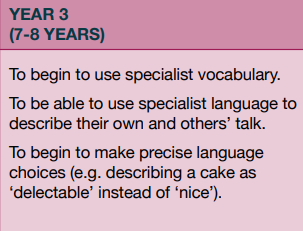 YEAR 3
(7-8 YEARS)
To begin to use specialist vocabulary.
To be able to use specialist language to
describe their own and others’ talk.
To begin to make precise language
choices (e.g. describing a cake as
‘delectable’ instead of ‘nice’).